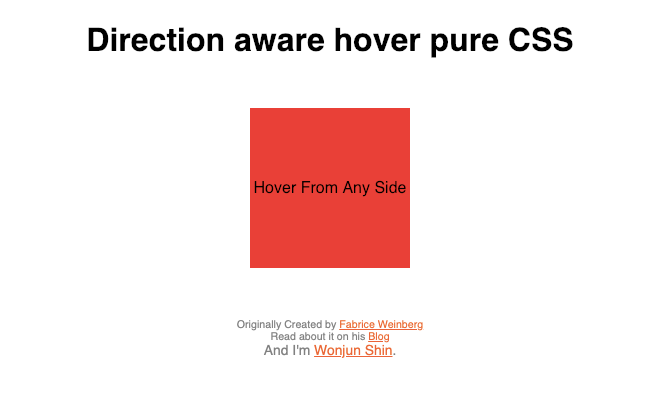 Direction aware hover pure CSS
Hover From Any Side
Originally Created by Fabrice Weinberg
Read about it on his Blog
And I'm Wonjun Shin.